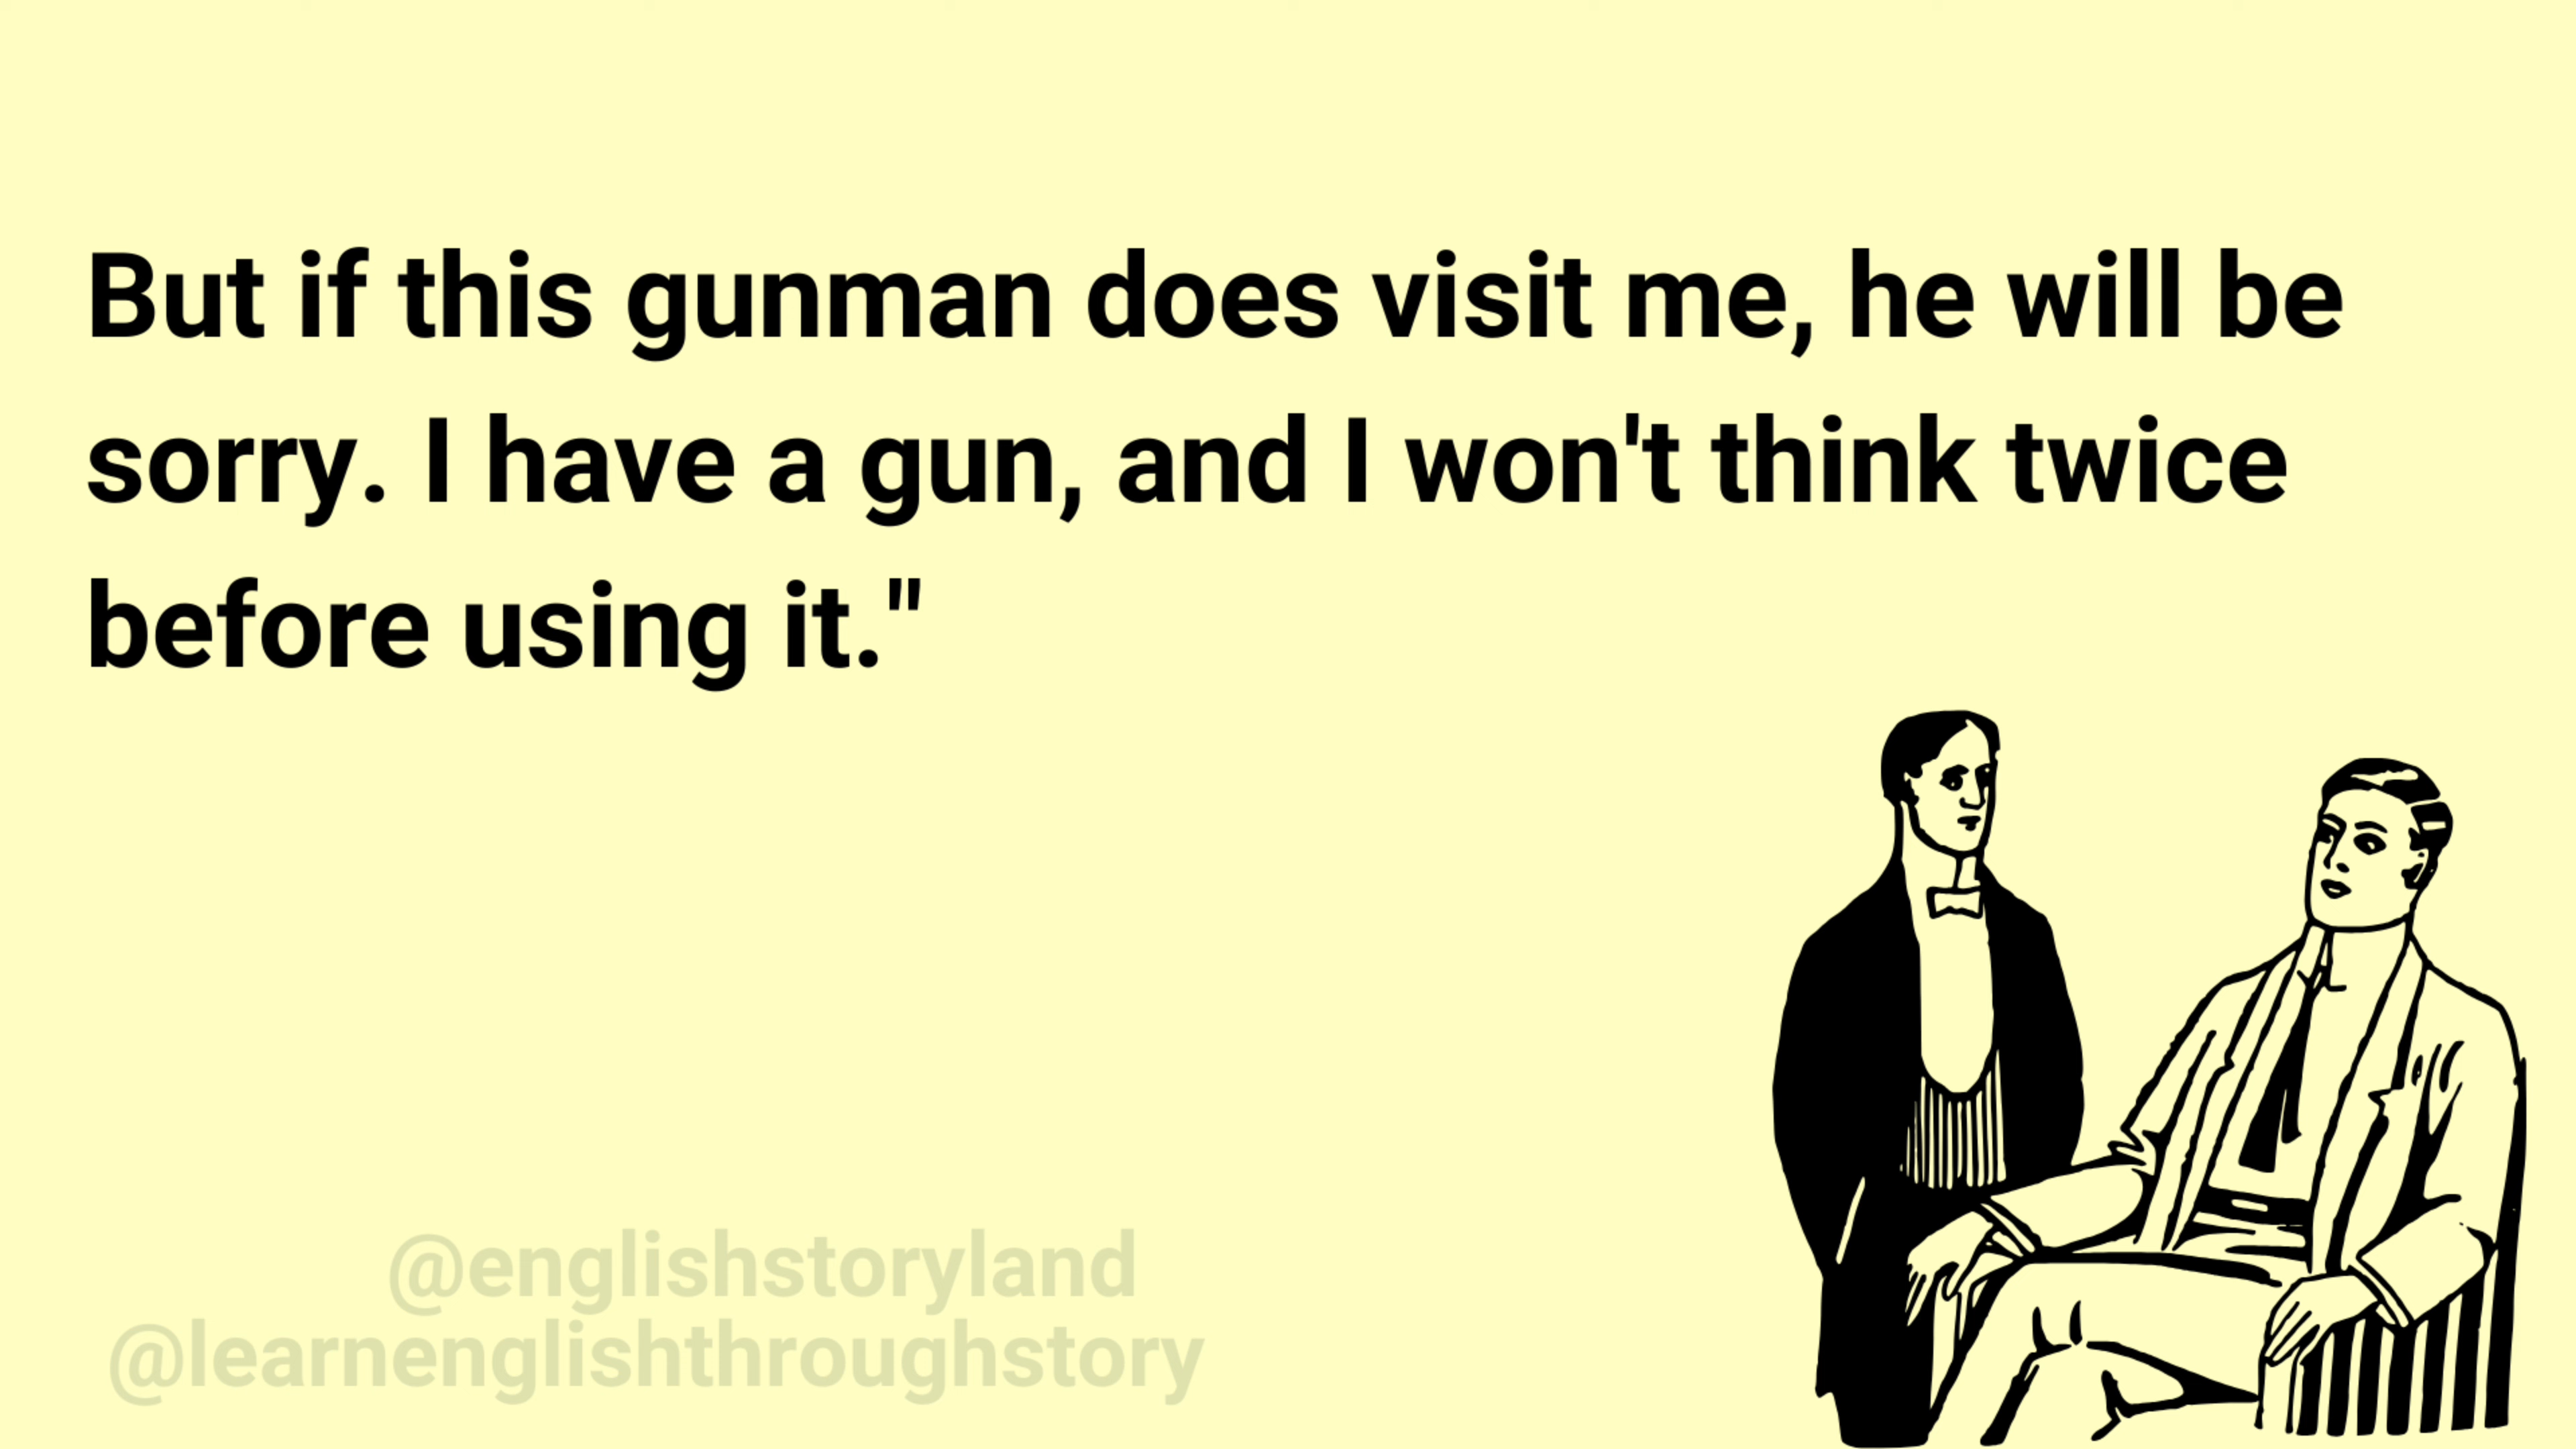 But if this gunman does visit me, he will be
sorry. I have a gun, and I won't think twice
before using it."
@englishstoryland
@learnenglishthroughstory